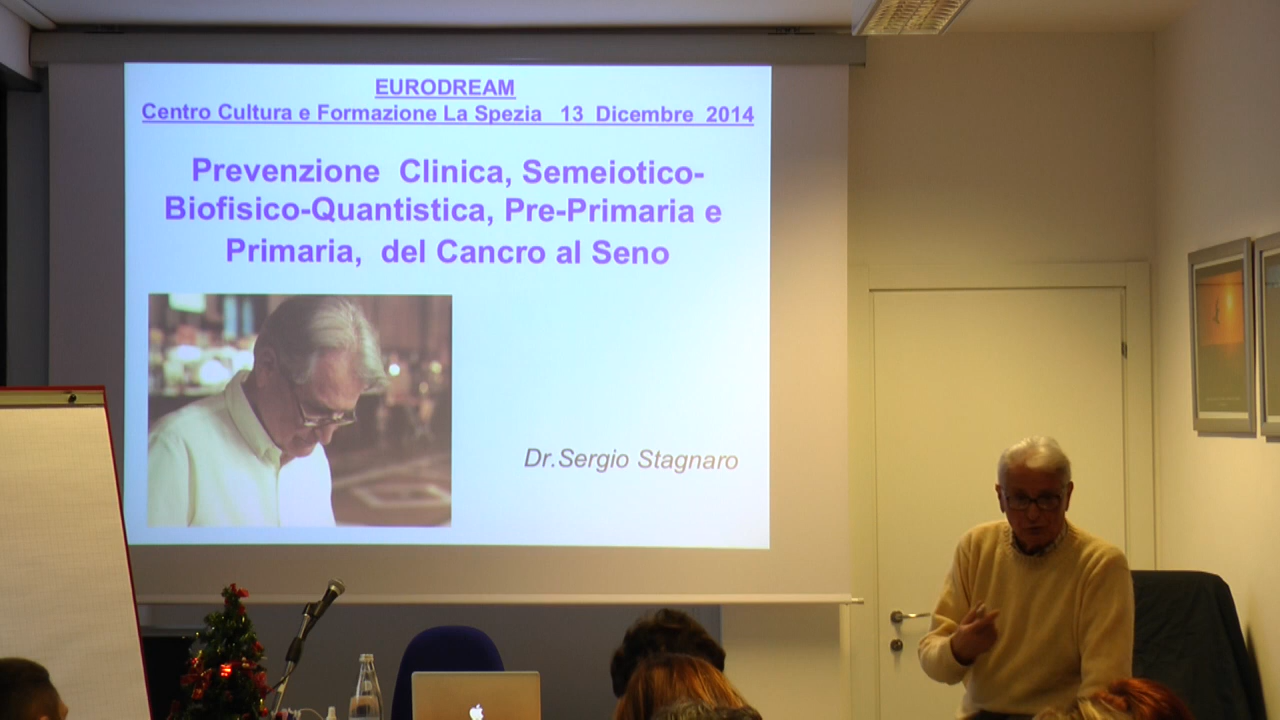 EURODREAM
Centro Cultura e Formazione La Spezia 13 Dicembre 2014
Prevenzione Clinica, Semeiotico-
Biofisico-Quantistica, Pre-Primaria e
Primaria, del Cancro al Seno
Dr.Sergio Stagnaro